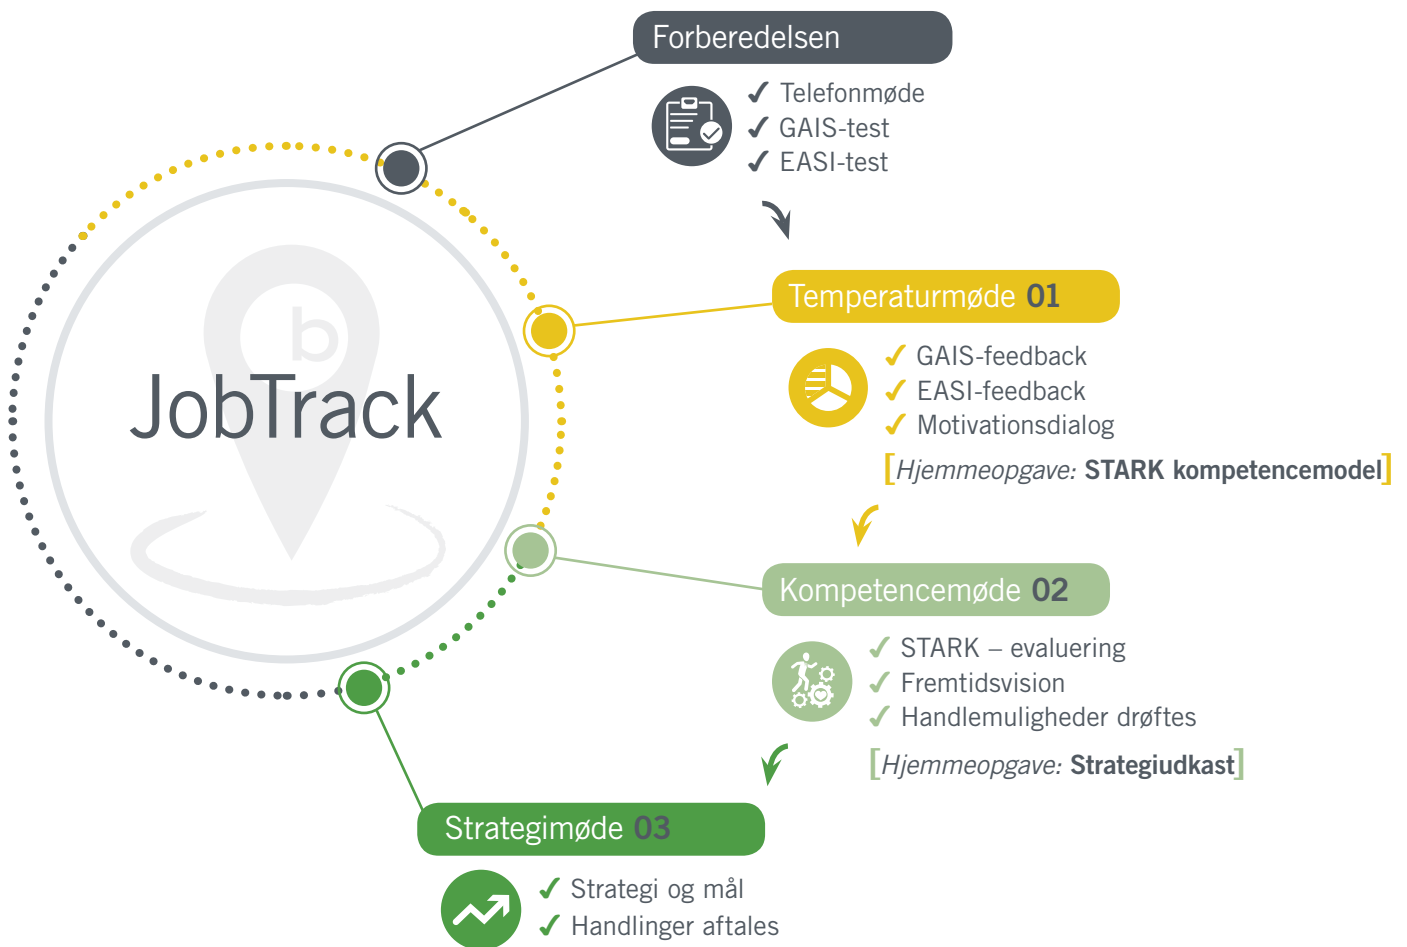 Forberedelsen
✓ Telefonmøde
✓ GAIS-test
✓ EASI-test
Temperaturmøde 01
✓ GAIS-feedback
✓ EASI-feedback
✓ Motivationsdialog
[Hjemmeopgave: STARK kompetencemodel]
b
JobTrack
Kompetencemøde 02
✓ STARK – evaluering
✓ Fremtidsvision
✓ Handlemuligheder drøftes
[Hjemmeopgave: Strategiudkast]
Strategimøde 03
✓ Strategi og mål
✓ Handlinger aftales